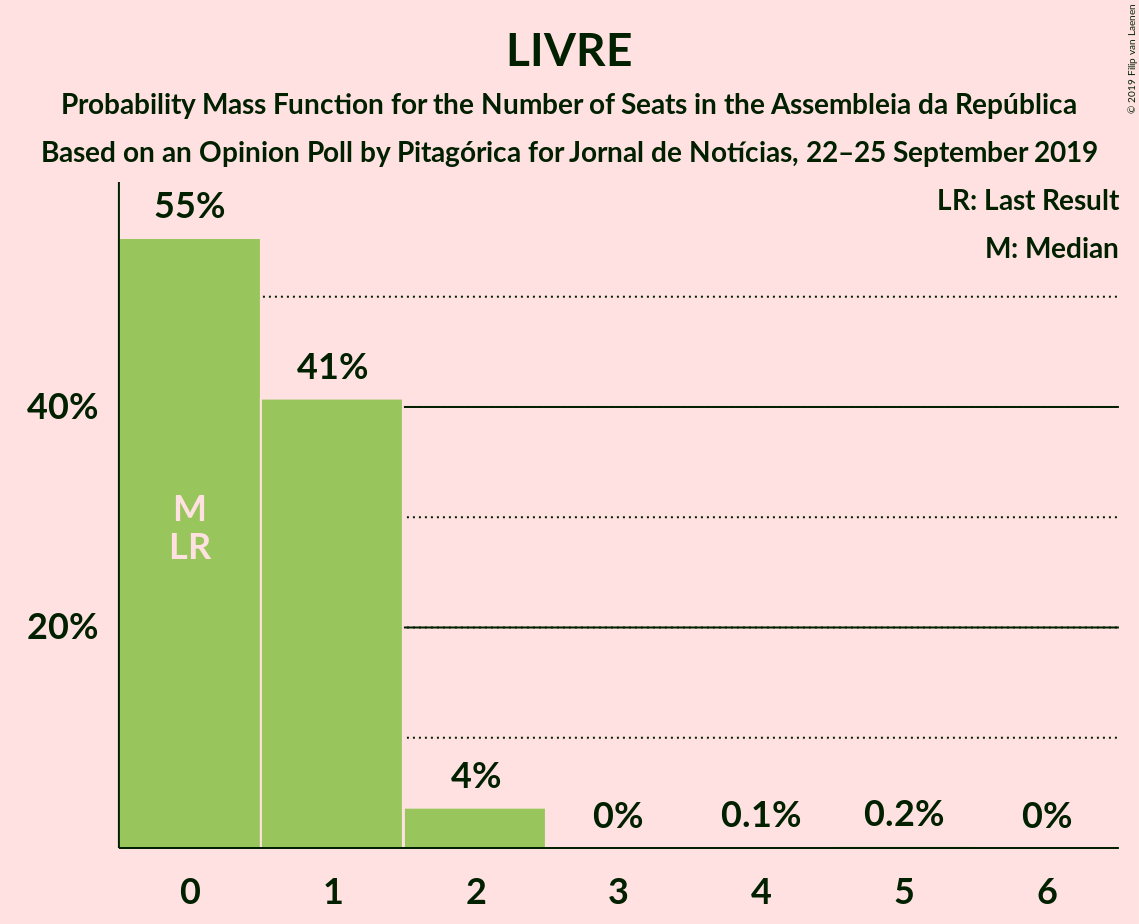 LIVRE
Probability Mass Function for the Number of Seats in the Assembleia da República
Based on an Opinion Poll by Pitagórica for Jornal de Notícias, 22–25 September 2019
© 2019 Filip van Laenen
LR: Last Result
M: Median
55%
41%
40%
M
LR
20%
4%
0%
0.1%
0.2%
0%
0
1
2
3
4
5
6